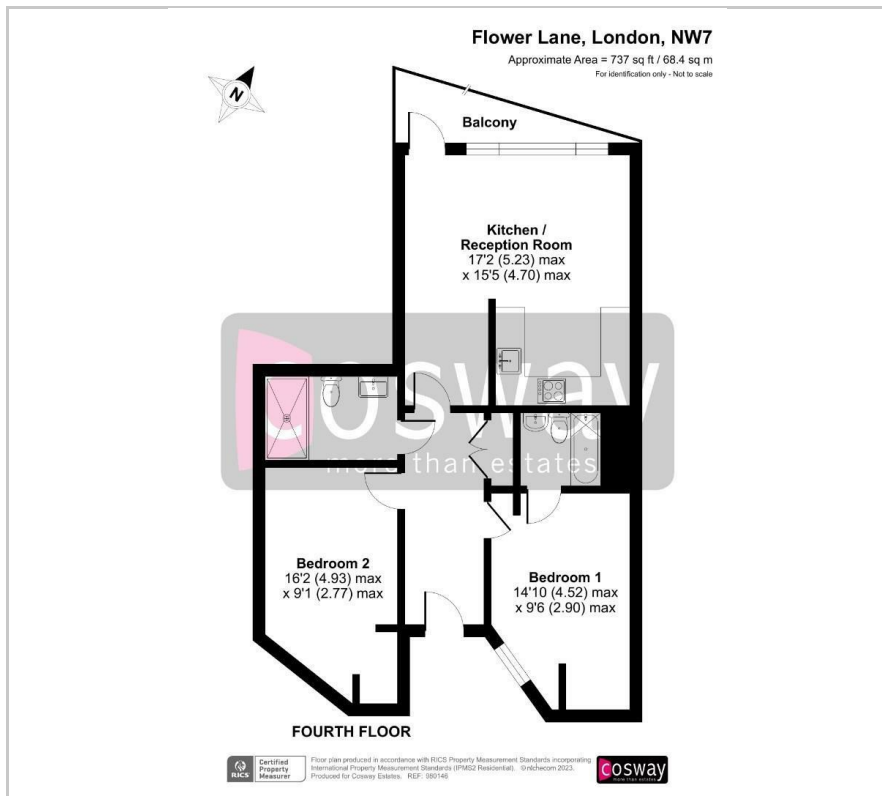 Flower Lane, London, NW7
Approximate Area = 737 sq ft / 68.4 sq m
For identification only - Not to scale
N
Balcony
Kitchen /
Reception Room
17'2 (5.23) max
x 15'5 (4.70) max
cosway
more than estates
Bedroom 2
16'2 (4.93) max
x 9'1 (2.77) max
Bedroom 1
14'10 (4.52) max
x 9'6 (2.90) max
FOURTH FLOOR
RICS
Certified
Property
Measurer
Floor plan produced in accordance with RICS Property Measurement Standards incorporating
International Property Measurement Standards (IPMS2 Residential). ©nichecom 2023.
Produced for Cosway Estates. REF: 980146
cosway
more than estates